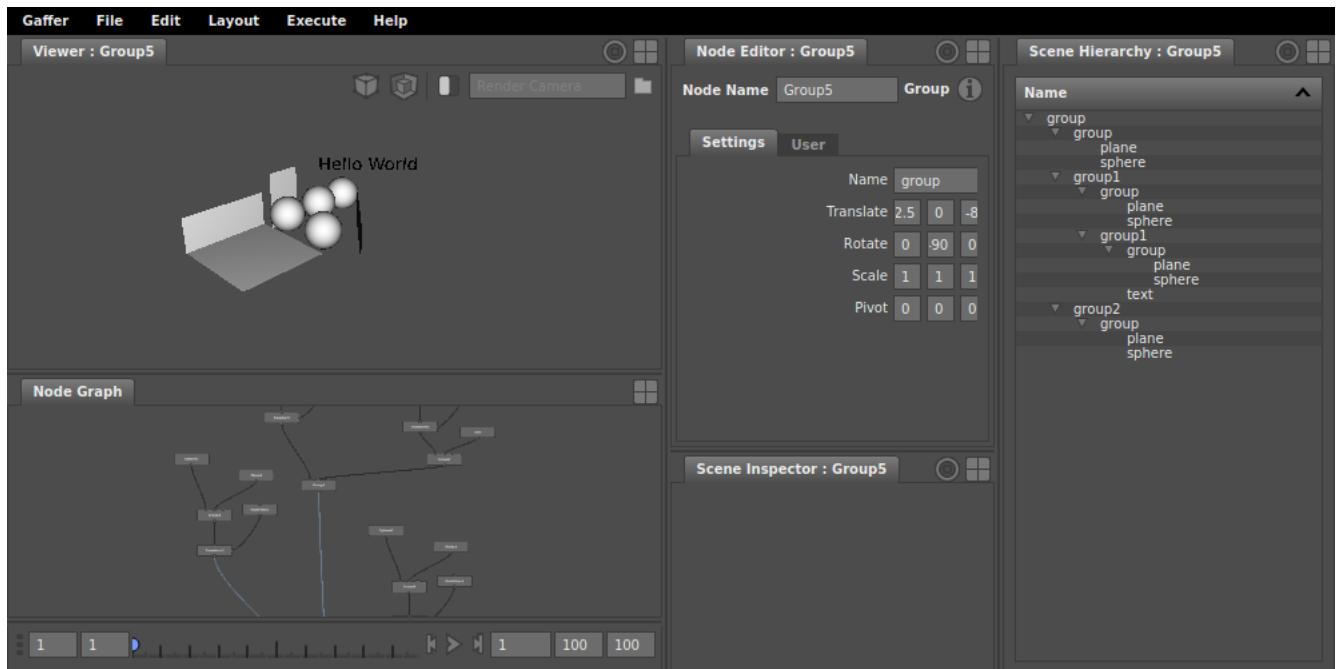 Gaffer File Edit Layout Execute Help
Viewer : Group5
Render Camera
Hello World
Node Graph
1 1 1 100 100
Node Editor : Group5
Node Name Group5 Group
Settings User
Name group
Translate 2.5 0 -8
Rotate 0 -90 0
Scale 1 1 1
Pivot 0 0 0
Scene Inspector : Group5
Scene Hierarchy : Group5
Name
group
group
plane
sphere
group1
group
plane
sphere
group1
group
plane
sphere
text
group2
group
plane
sphere